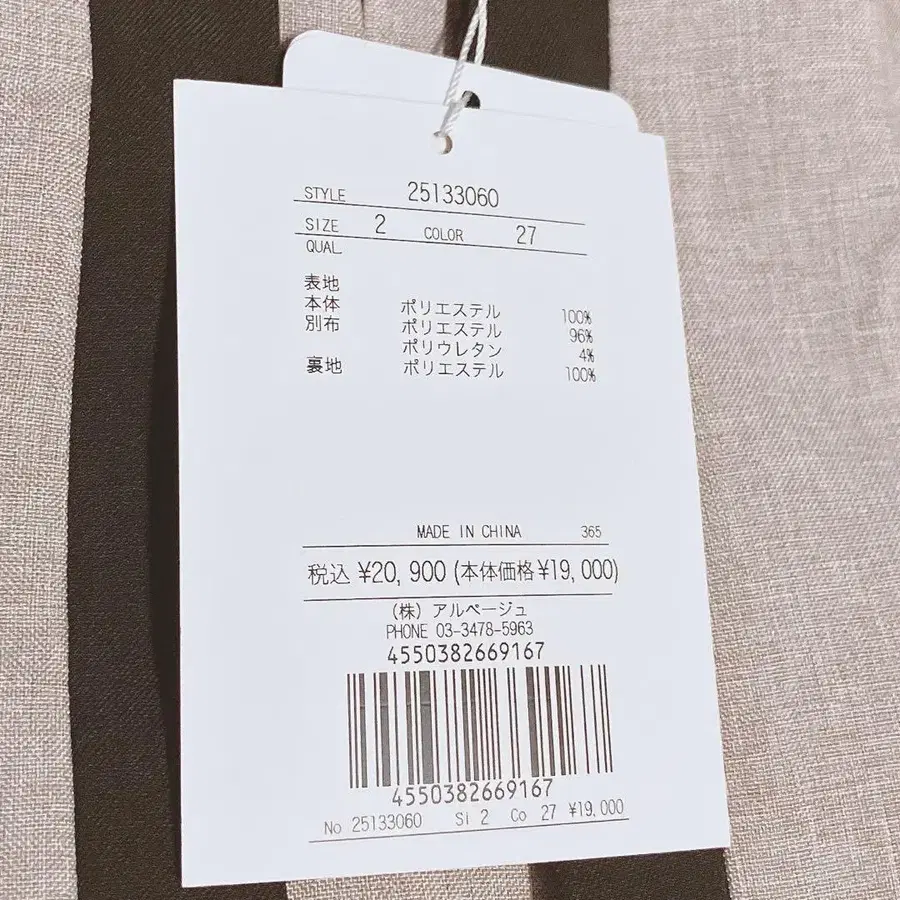 STYLE 25133060
SIZE 2 COLOR 27
QUAL
表地
本体 ポリエステル 100%
別布 ポリエステル 96%
ポリウレタン 4%
裏地 ポリエステル 100%
MADE IN CHINA 365
税込 ¥20,900 (本体価格¥19,000)
(株) アルページュ
PHONE 03-3478-5963
4550382669167
4550382669167
No 25133060 Si 2 Co 27 ¥19,000